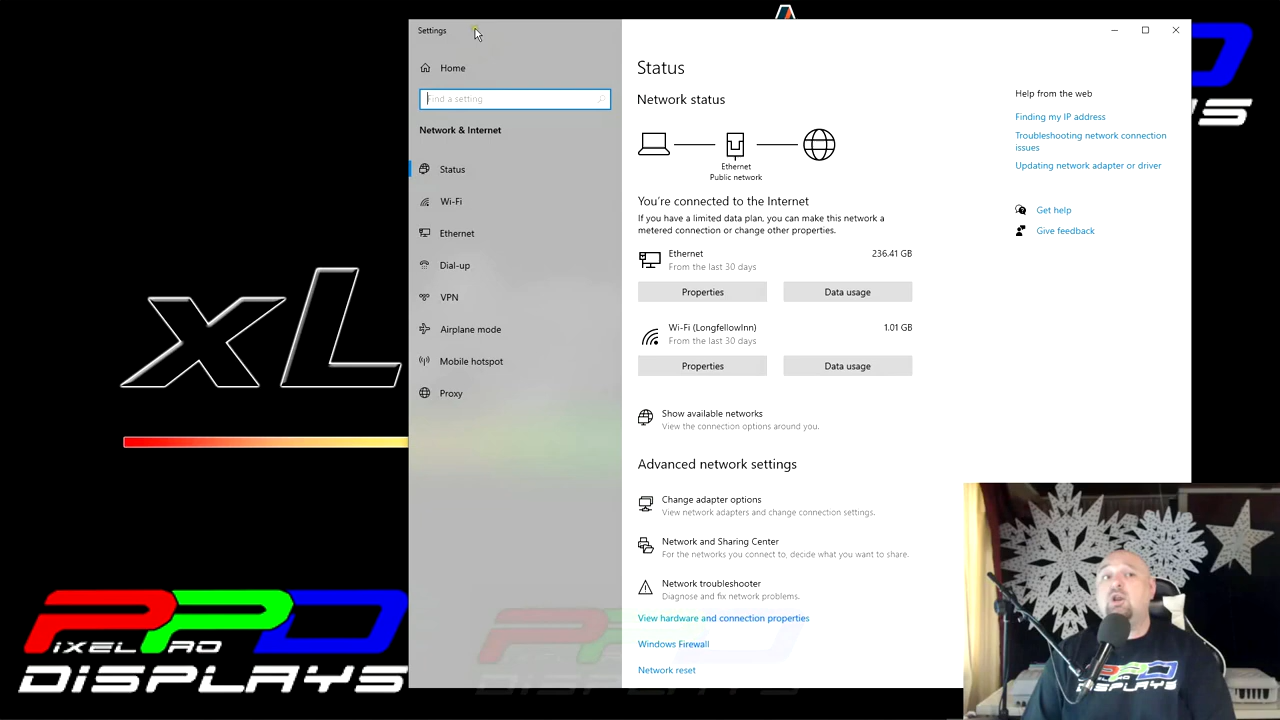 Settings
Home
Find a setting
Network & Internet
Status
Wi-Fi
Ethernet
Dial-up
VPN
Airplane mode
Mobile hotspot
Proxy
Status
Network status
Ethernet
Public network
You're connected to the Internet
If you have a limited data plan, you can make this network a
metered connection or change other properties.
Ethernet
236.41 GB
From the last 30 days
Properties
Data usage
Wi-Fi (LongfellowInn)
1.01 GB
From the last 30 days
Properties
Data usage
Show available networks
View the connection options around you.
Advanced network settings
Change adapter options
View network adapters and change connection settings.
Network and Sharing Center
For the networks you connect to, decide what you want to share.
Network troubleshooter
Diagnose and fix network problems.
View hardware and connection properties
Windows Firewall
Network reset
Help from the web
Finding my IP address
Troubleshooting network connection
issues
Updating network adapter or driver
Get help
Give feedback
xL
PPD
PIXEL PRO
DISPLAYS
PPD
DISPLAYS